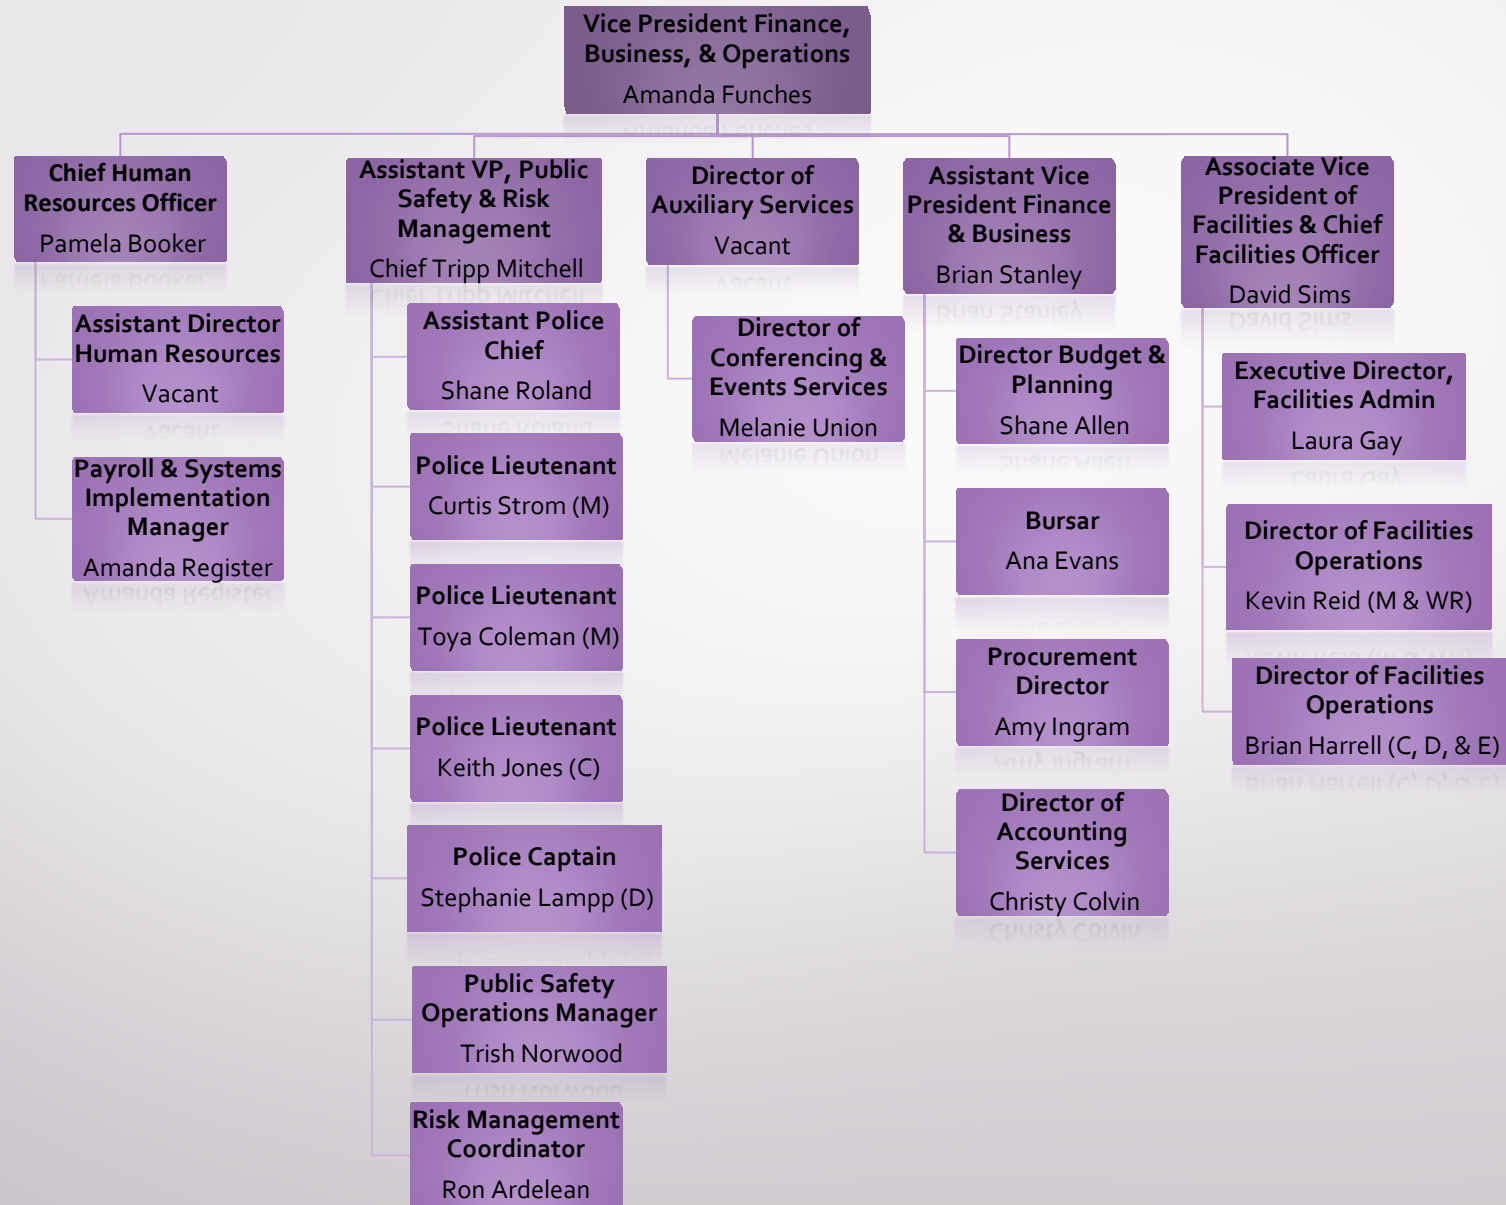 Vice President Finance,
Business, & Operations
Amanda Funches
Chief Human
Resources Officer
Pamela Booker
Assistant Director
Human Resources
Vacant
Payroll & Systems
Implementation
Manager
Amanda Register
Assistant VP, Public
Safety & Risk
Management
Chief Tripp Mitchell
Assistant Police
Chief
Shane Roland
Police Lieutenant
Curtis Strom (M)
Police Lieutenant
Toya Coleman (M)
Police Lieutenant
Keith Jones (C)
Police Captain
Stephanie Lampp (D)
Public Safety
Operations Manager
Trish Norwood
Risk Management
Coordinator
Ron Ardelean
Director of
Auxiliary Services
Vacant
Director of
Conferencing &
Events Services
Melanie Union
Assistant Vice
President Finance
& Business
Brian Stanley
Director Budget &
Planning
Shane Allen
Bursar
Ana Evans
Procurement
Director
Amy Ingram
Director of
Accounting
Services
Christy Colvin
Associate Vice
President of
Facilities & Chief
Facilities Officer
David Sims
Executive Director,
Facilities Admin
Laura Gay
Director of Facilities
Operations
Kevin Reid (M & WR)
Director of Facilities
Operations
Brian Harrell (C, D, & E)